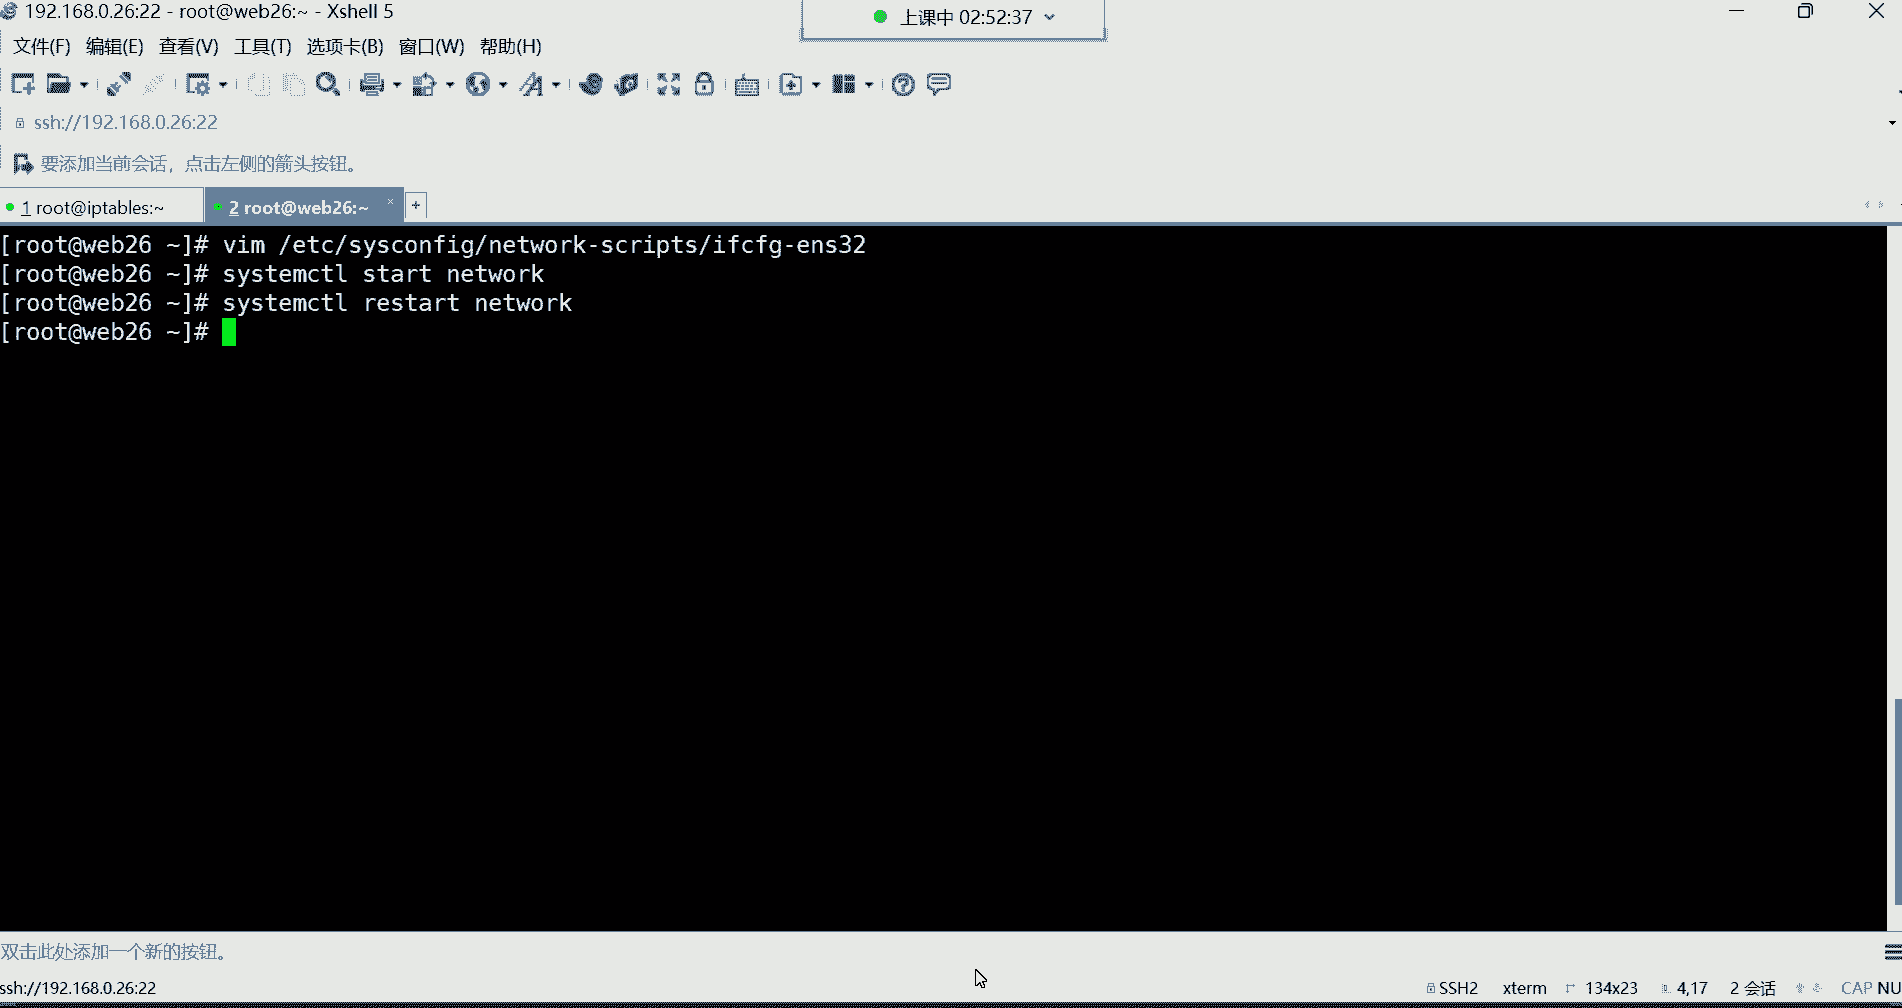 192.168.0.26:22 - root@web26:~ - Xshell 5
上课中 02:52:37
文件(F) 编辑(E) 查看(V) 工具(T) 选项卡(B) 窗口(W) 帮助(H)
ssh://192.168.0.26:22
要添加当前会话，点击左侧的箭头按钮。
1 root@iptables:~
2 root@web26:~ × +
[root@web26 ~]# vim /etc/sysconfig/network-scripts/ifcfg-ens32
[root@web26 ~]# systemctl start network
[root@web26 ~]# systemctl restart network
[root@web26 ~]#
双击此处添加一个新的按钮。
ssh://192.168.0.26:22
SSH2 xterm 134x23 4,17 2 会话 CAP NU